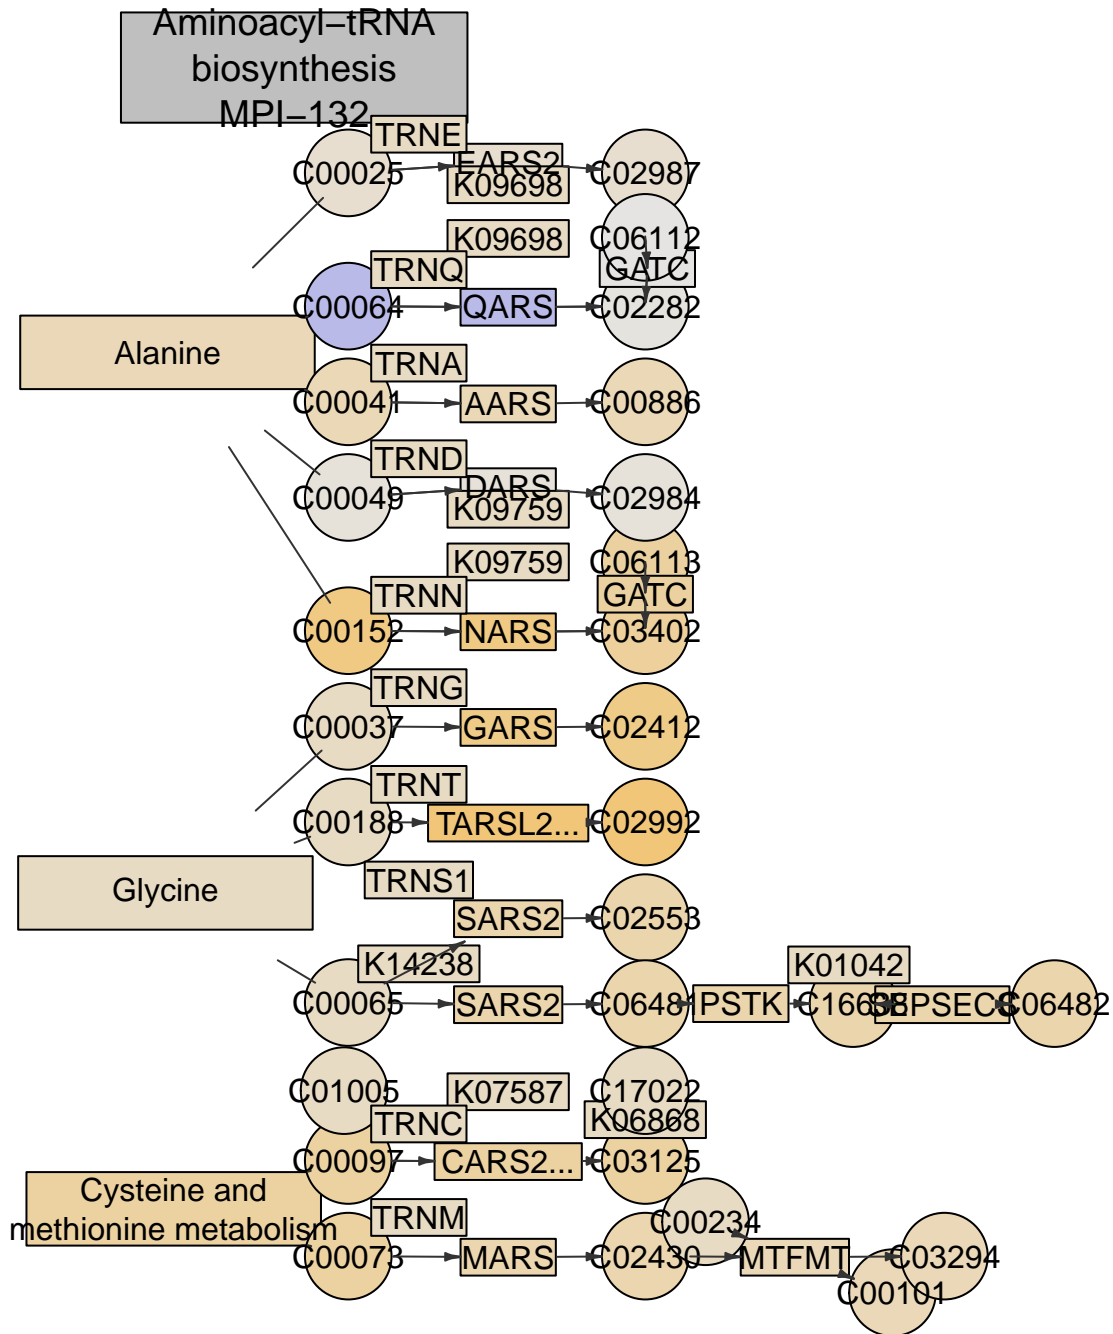 Aminoacyl−tRNA
biosynthesis
MPI−132
TRNE
C00025
EARS2
K09698
C02987
K09698
C06112
TRNQ
GATC
C00064
QARS
C02282
Alanine
TRNA
C00041
AARS
C00886
TRND
C00049
DARS
K09759
C02984
K09759
C06113
TRNN
GATC
C00152
NARS
C03402
TRNG
C00037
GARS
C02412
TRNT
C00188
TARSL2...
C02992
TRNS1
Glycine
SARS2
C02553
K14238
K01042
C00065
SARS2
C06481
PSTK
SEPSECS
C06482
C01005
K07587
C17022
TRNC
K06868
C00097
CARS2...
C03125
Cysteine and
methionine metabolism
TRNM
C00234
C00073
MARS
C02430
MTFMT
C03294
C00101